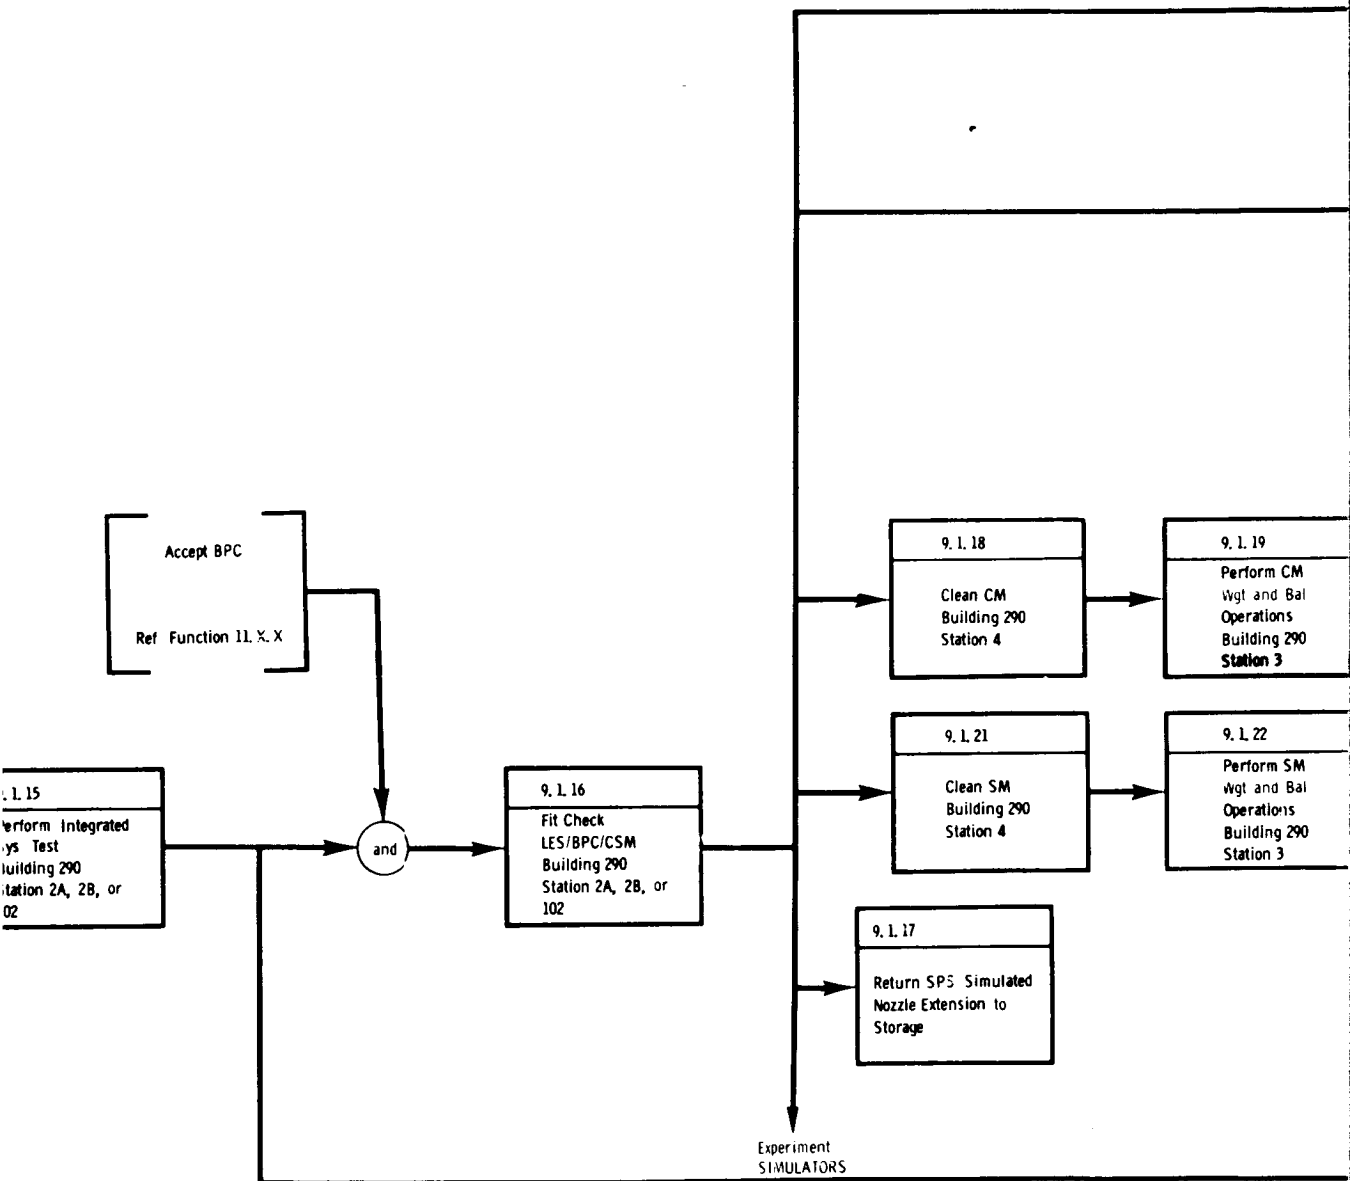 Accept BPC
Ref Function 11. X. X
. 1. 15
erform Integrated
ys Test
uilding 290
tation 2A, 2B, or
02
and
9. 1. 16
Fit Check
LES/BPC/CSM
Building 290
Station 2A, 2B, or
102
9. 1. 18
Clean CM
Building 290
Station 4
9. 1. 19
Perform CM
Wgt and Bal
Operations
Building 290
Station 3
9. 1. 21
Clean SM
Building 290
Station 4
9. 1. 22
Perform SM
Wgt and Bal
Operations
Building 290
Station 3
9. 1. 17
Return SPS Simulated
Nozzle Extension to
Storage
Experiment
SIMULATORS